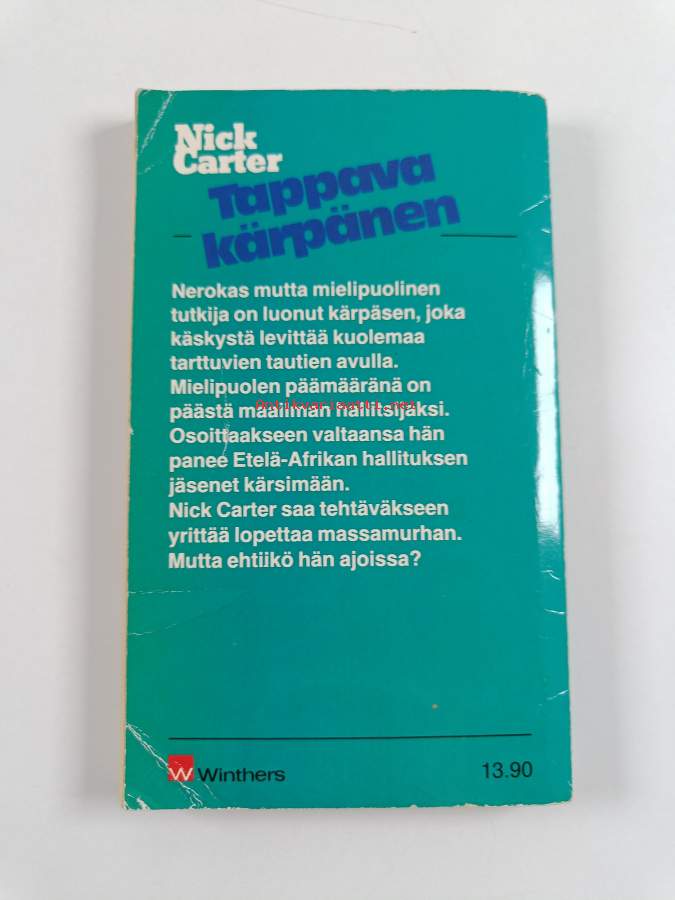 Nick
Carter
Tappava
kärpänen
Nerokas mutta mielipuolinen
tutkija on luonut kärpäsen, joka
käskystä levittää kuolemaa
tarttuvien tautien avulla.
Mielipuolen päämääränä on
päästä maailman hallitsijaksi.
Antikvariaatti.net
Osoittaakseen valtaansa hän
panee Etelä-Afrikan hallituksen
jäsenet kärsimään.
Nick Carter saa tehtäväkseen
yrittää lopettaa massamurhan.
Mutta ehtiikö hän ajoissa?
W Winthers
13.90